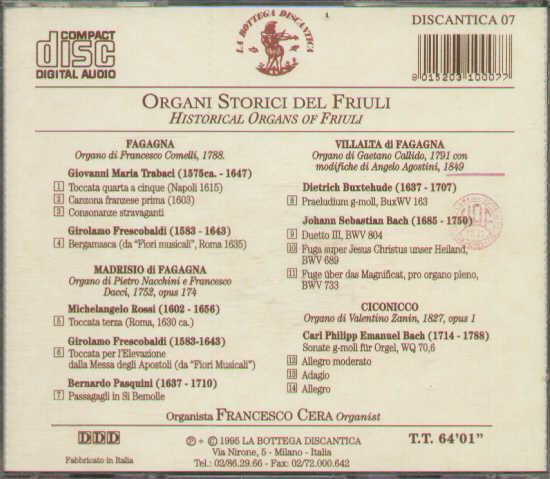 COMPACT
disc
DIGITAL AUDIO
LA BOTTEGA DISCANTICA
DISCANTICA 07
8 015203 100077
ORGANI STORICI DEL FRIULI
HISTORICAL ORGANS OF FRIULI
FAGAGNA
Organo di Francesco Comelli, 1788.
Giovanni Maria Trabaci (1575ca. - 1647)
1 Toccata quarta a cinque (Napoli 1615)
2 Canzona franzese prima (1603)
3 Consonanze stravaganti
Girolamo Frescobaldi (1583 - 1643)
4 Bergamasca (da "Fiori musicali", Roma 1635)
MADRISIO di FAGAGNA
Organo di Pietro Nacchini e Francesco
Dacci, 1752, opus 174
Michelangelo Rossi (1602 - 1656)
5 Toccata terza (Roma, 1630 ca.)
Girolamo Frescobaldi (1583-1643)
6 Toccata per l'Elevazione
dalla Messa degli Apostoli (da "Fiori Musicali")
Bernardo Pasquini (1637 - 1710)
7 Passagagli in Si Bemolle
VILLALTA di FAGAGNA
Organo di Gaetano Callido, 1791 con
modifiche di Angelo Agostini, 1849
Dietrich Buxtehude (1637 - 1707)
8 Praeludium g-moll, BuxWV 163
Johann Sebastian Bach (1685 - 1750)
9 Duetto III, BWV 804
10 Fuga super Jesus Christus unser Heiland,
BWV 689
11 Fuge über das Magnificat, pro organo pleno,
BWV 733
CICONICCO
Organo di Valentino Zanin, 1827, opus 1
Carl Philipp Emanuel Bach (1714 - 1788)
Sonate g-moll für Orgel, WQ 70,6
12 Allegro moderato
13 Adagio
14 Allegro
Organista FRANCESCO CERA Organist
DDD
Fabbricato in Italia
℗ + © 1995 LA BOTTEGA DISCANTICA
Via Nirone, 5 - Milano - Italia
Tel.: 02/86.29.66 - Fax: 02/72.000.642
T.T. 64'01"